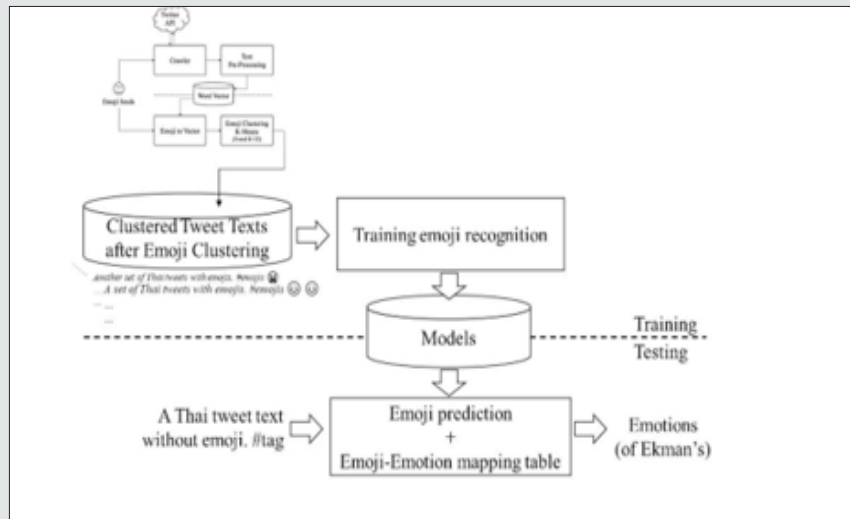 Twitter
API
Crawler
Text
Pre-Processing
Word Vector
Emoji Seeds
Emoji to Vector
Emoji Clustering
K-Means
Clustered Tweet Texts
after Emoji Clustering
Training emoji recognition
Another set of Thai tweets with emojis. #emojis
...A set of Thai tweets with emojis. #emojis
... ...
...
Models
Training
Testing
A Thai tweet text
without emoji. #tag
Emoji prediction
+
Emoji-Emotion mapping table
Emotions
(of Ekman's)